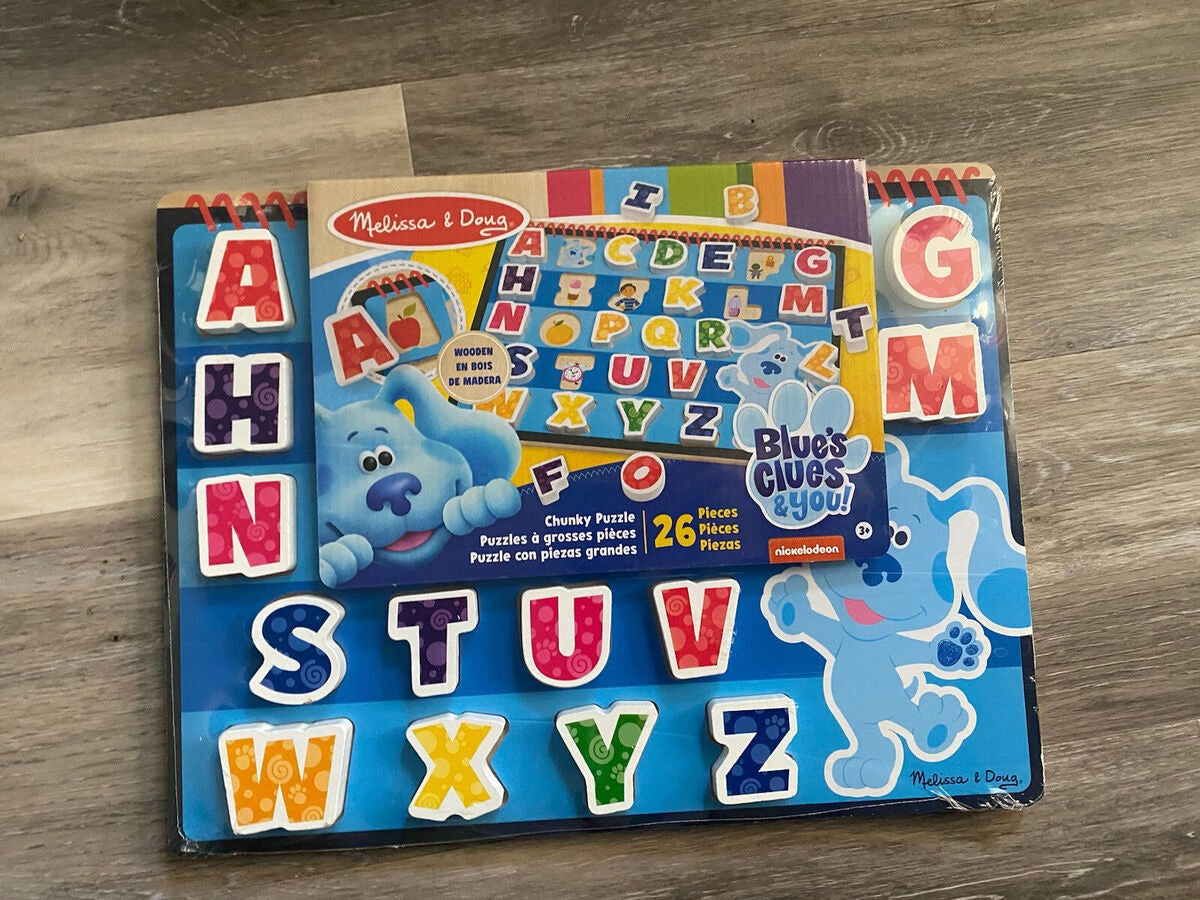 I B
Melissa & Doug®
A C D E G
H K M
N P Q R T
S U V L
W X Y Z
A
WOODEN
EN BOIS
DE MADERA
Blue's
Clues
& YOU!
F O
Chunky Puzzle
Puzzles à grosses pièces
Puzzle con piezas grandes
26
Pieces
Pièces
Piezas
nickelodeon
3+
A G
H M
N
S T U V
W X Y Z
Melissa & Doug®